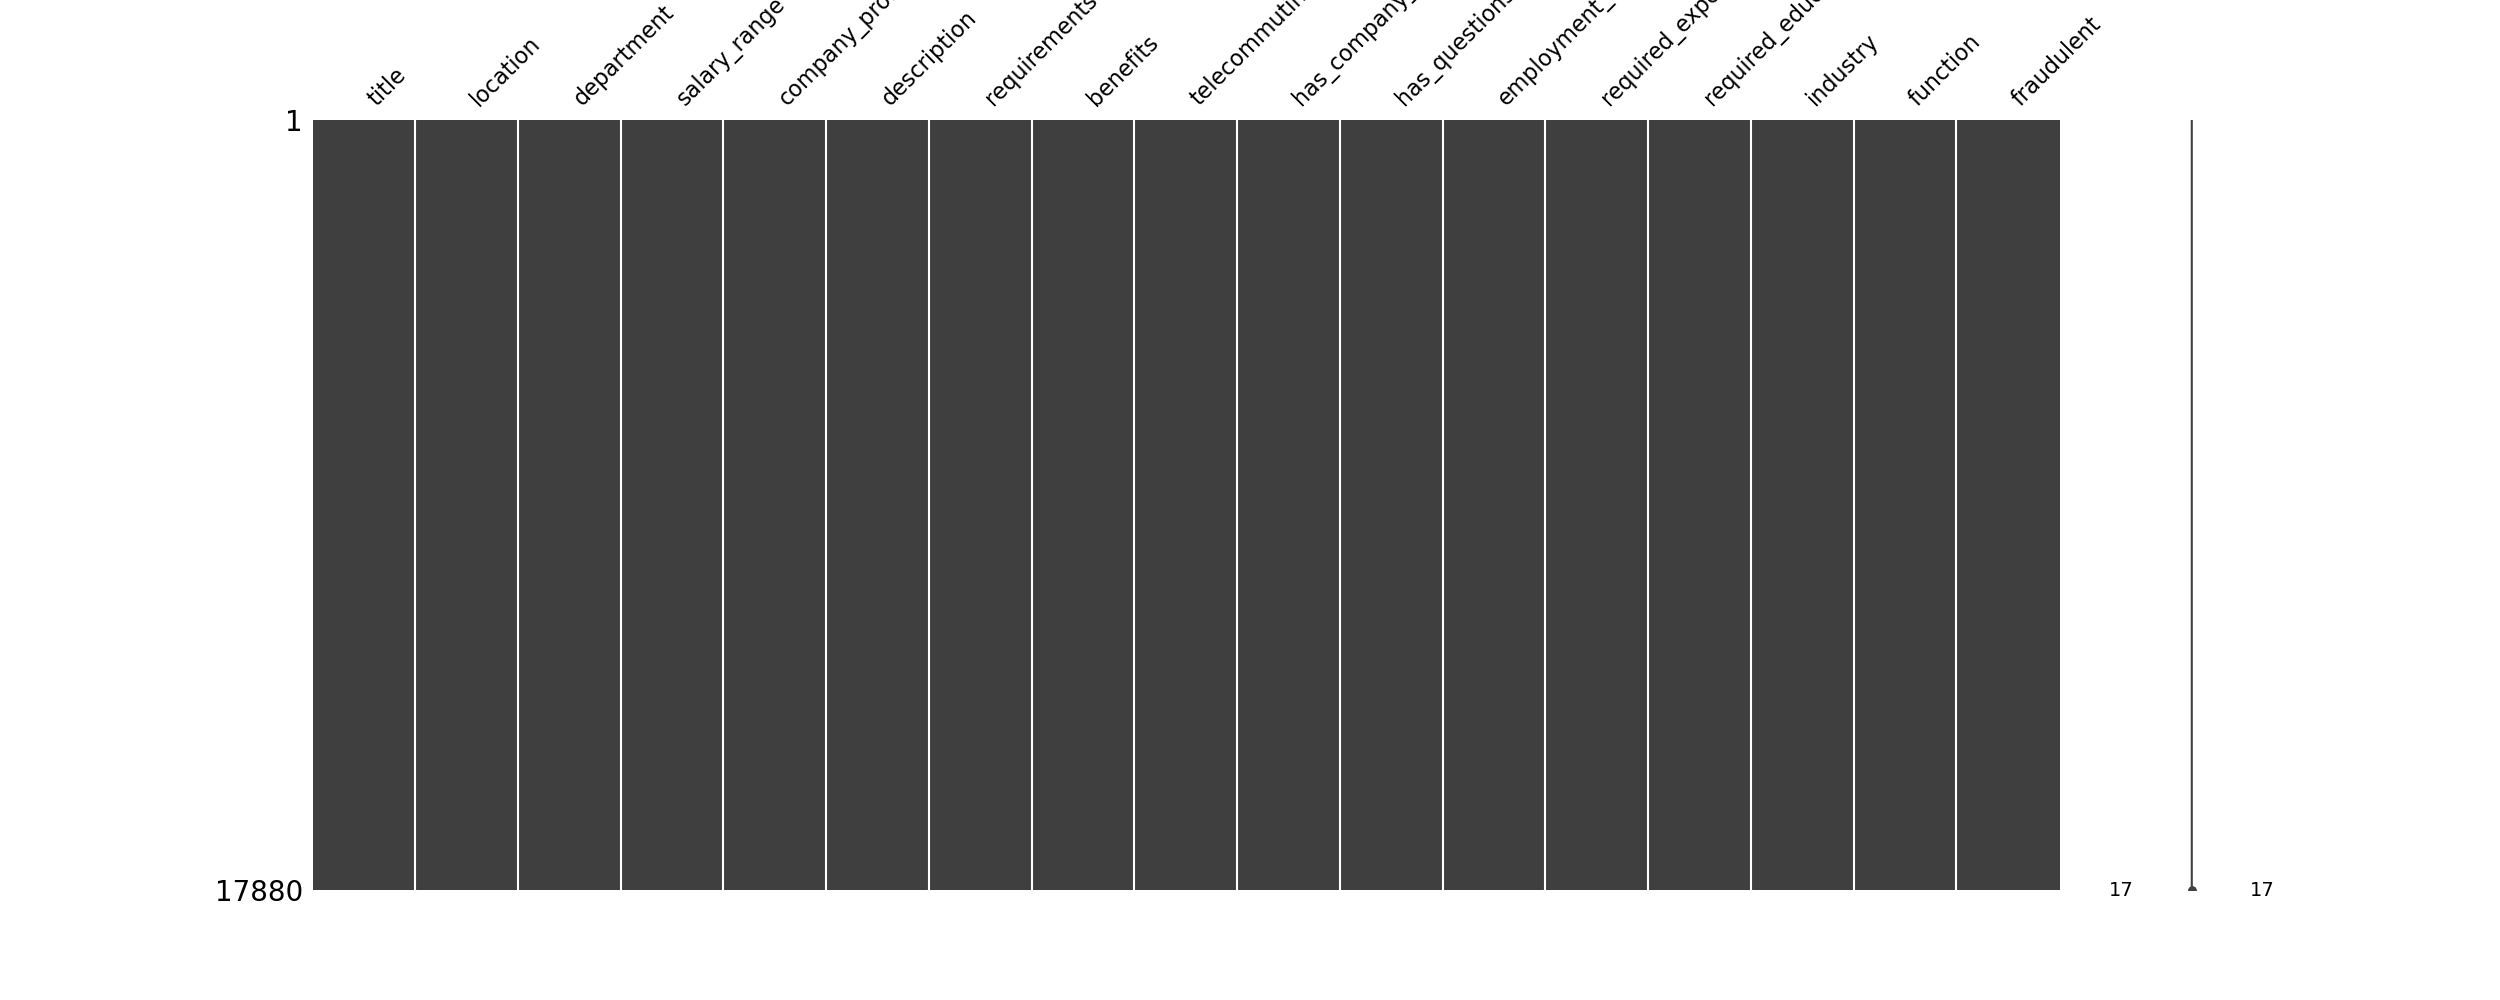 title
location
department
salary_range
company_pro
description
requirements
benefits
telecommutin
has_company_
has_questions
employment_
required_expe
required_educ
industry
function
fraudulent
1
17880
17
17